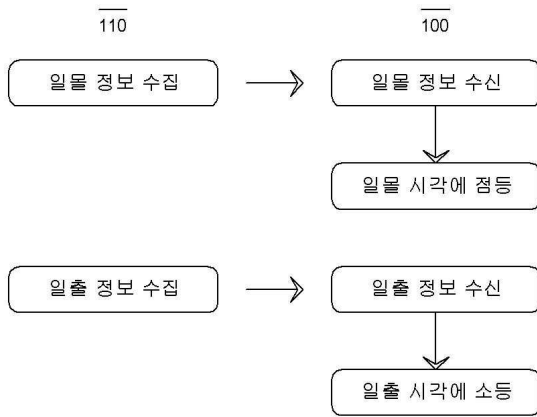 110 100
일몰 정보 수집 일몰 정보 수신
일몰 시각에 점등
일출 정보 수집 일출 정보 수신
일출 시각에 소등